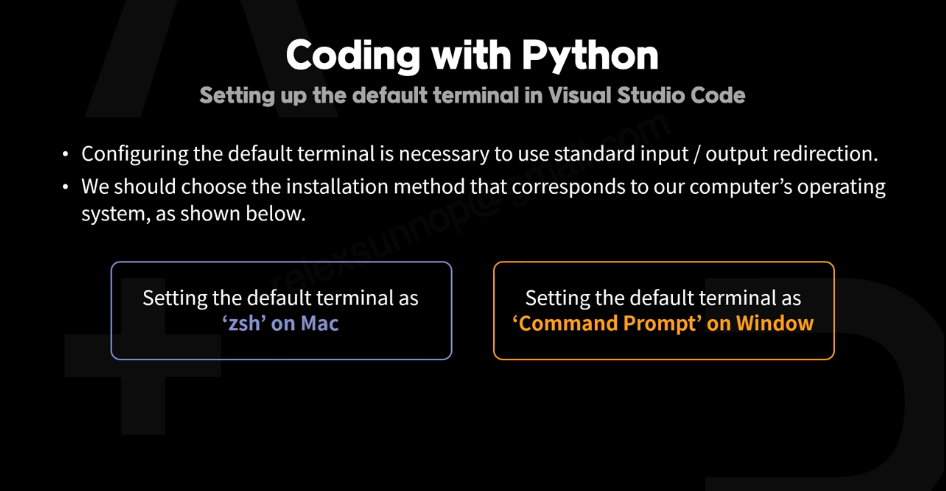 Coding with Python
Setting up the default terminal in Visual Studio Code
• Configuring the default terminal is necessary to use standard input / output redirection.
• We should choose the installation method that corresponds to our computer's operating
system, as shown below.
relexsunnop@gmail.com
Setting the default terminal as
‘zsh’ on Mac
Setting the default terminal as
‘Command Prompt’ on Window